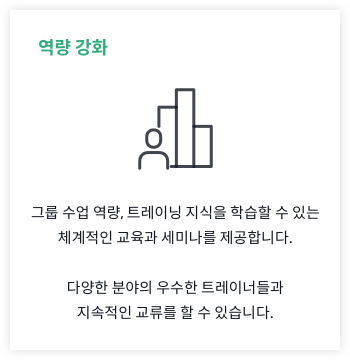 역량 강화
그룹 수업 역량, 트레이닝 지식을 학습할 수 있는
체계적인 교육과 세미나를 제공합니다.
다양한 분야의 우수한 트레이너들과
지속적인 교류를 할 수 있습니다.